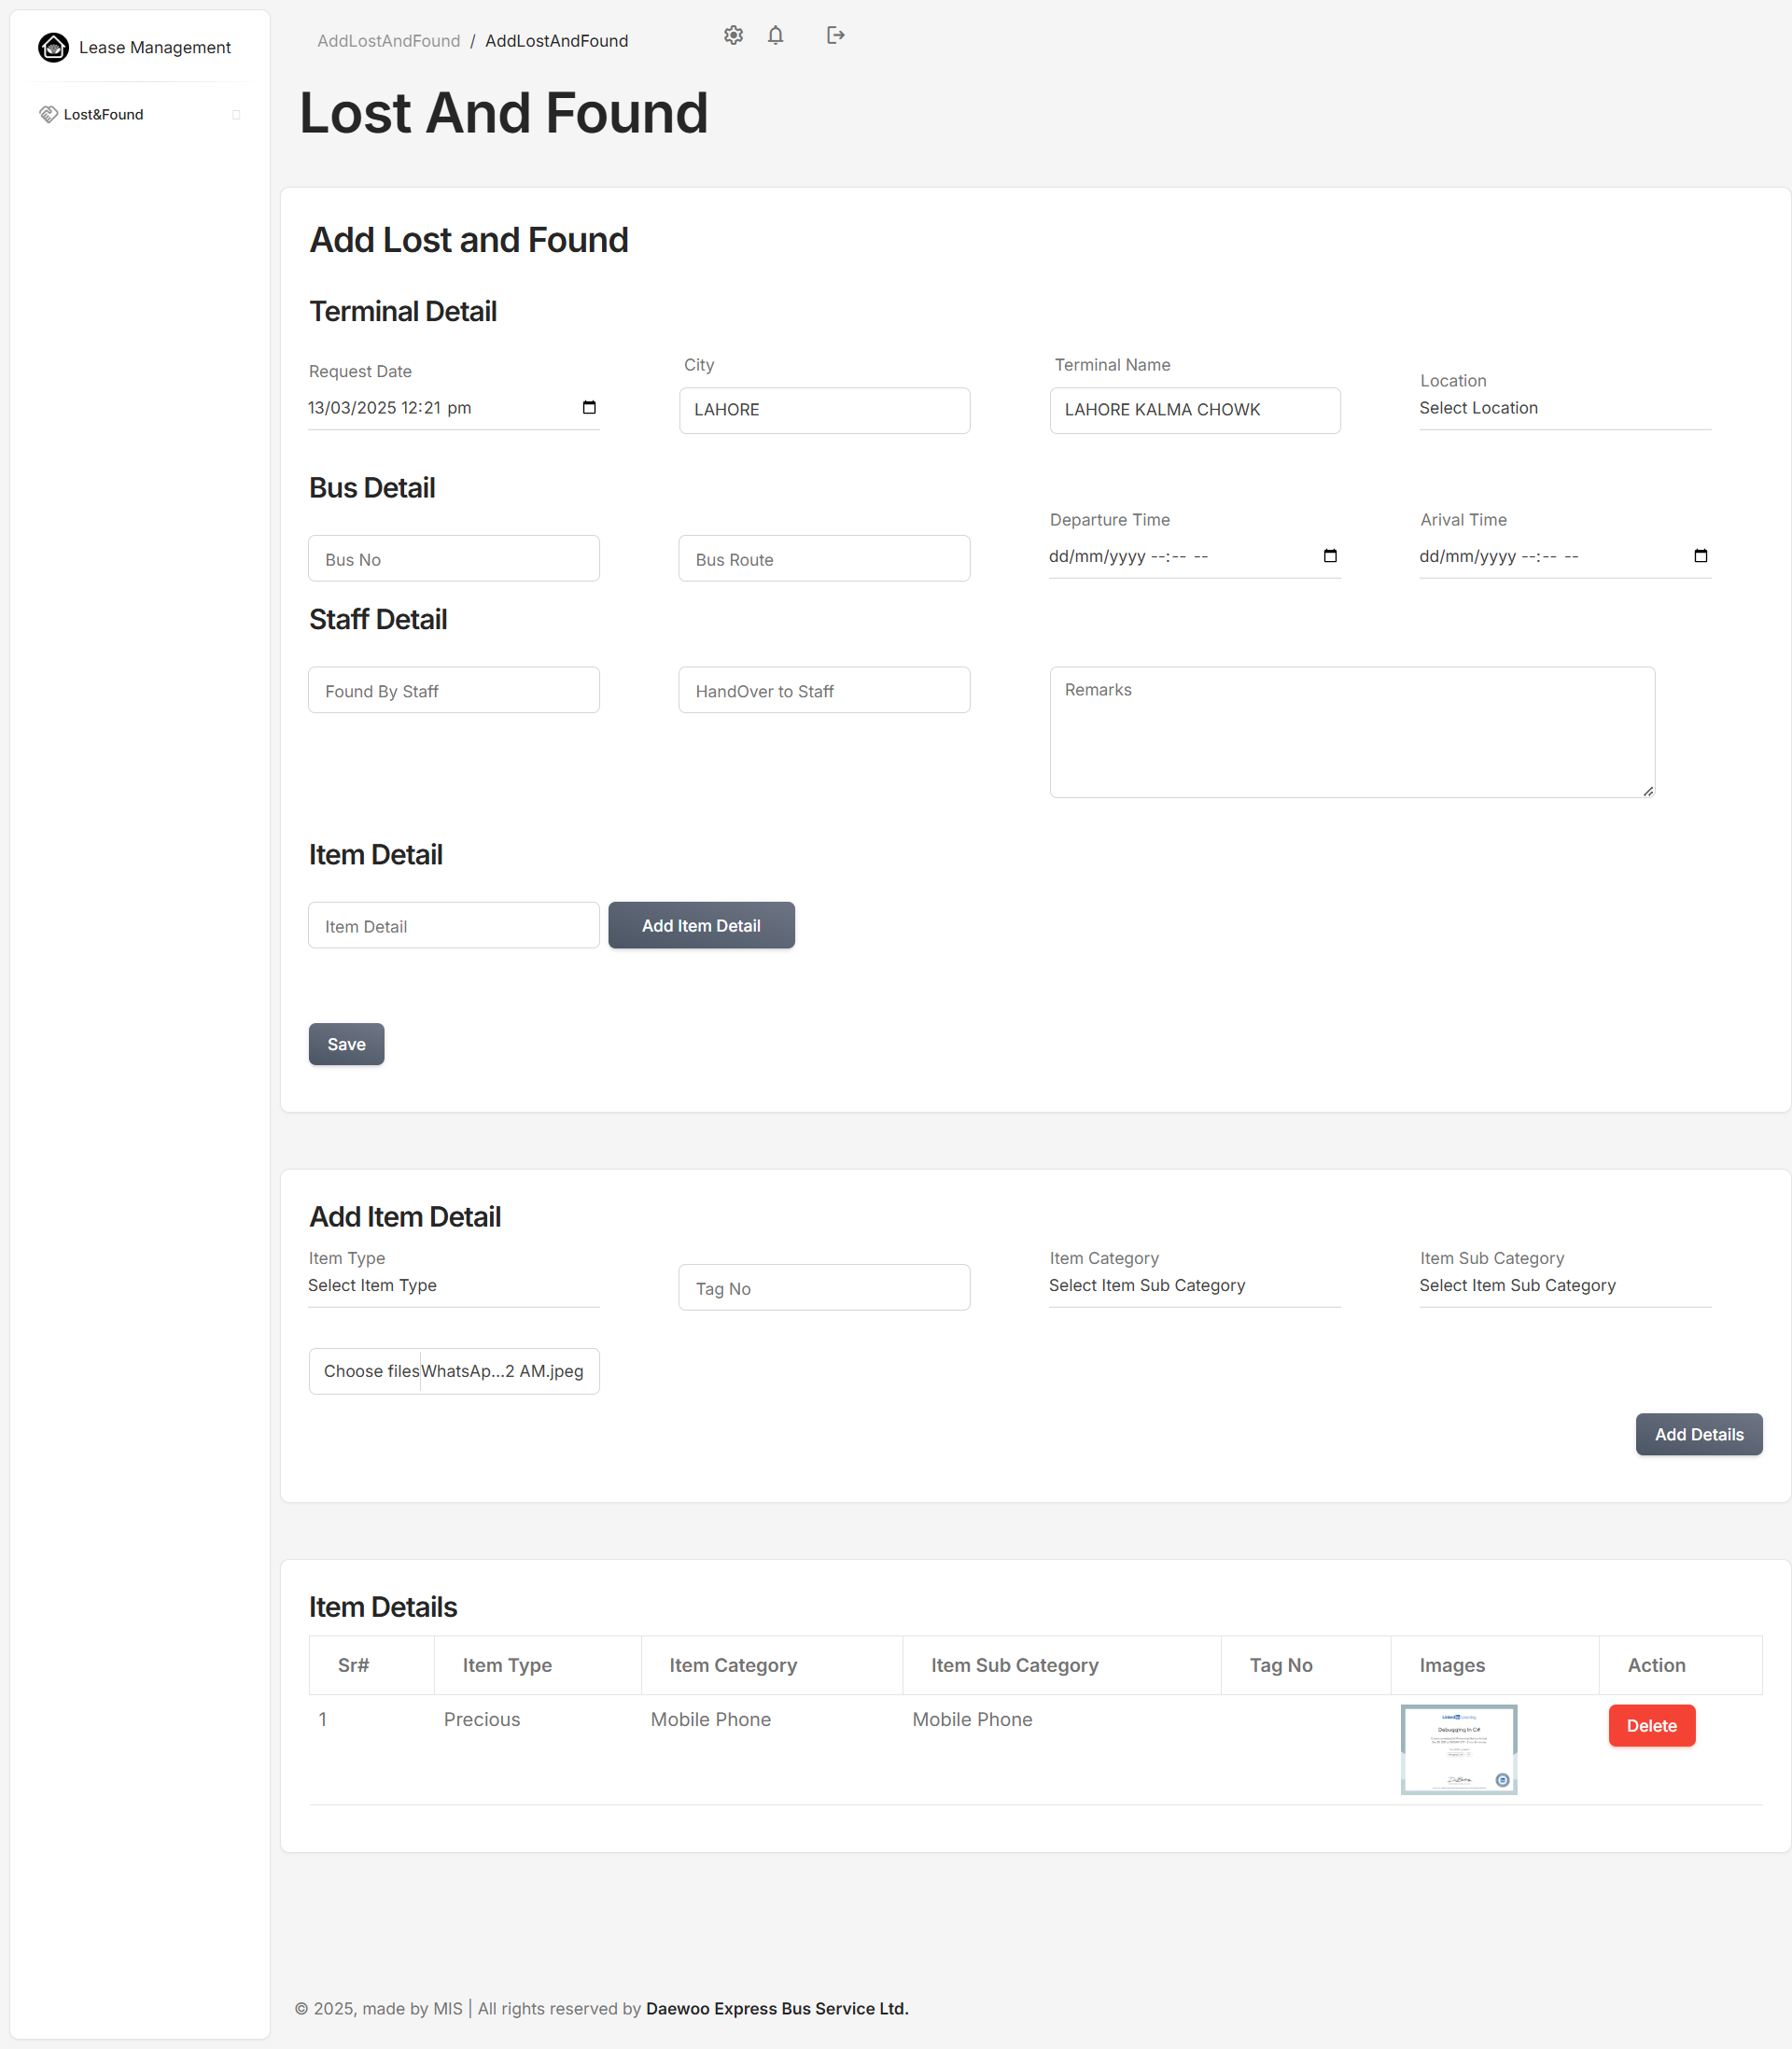 Lease Management
Lost&Found
AddLostAndFound / AddLostAndFound
Lost And Found
Add Lost and Found
Terminal Detail
Request Date
City
Terminal Name
Location
13/03/2025 12:21 pm
LAHORE
LAHORE KALMA CHOWK
Select Location
Bus Detail
Departure Time
Arival Time
Bus No
Bus Route
dd/mm/yyyy --:-- --
dd/mm/yyyy --:-- --
Staff Detail
Found By Staff
HandOver to Staff
Remarks
Item Detail
Item Detail
Add Item Detail
Save
Add Item Detail
Item Type
Item Category
Item Sub Category
Select Item Type
Tag No
Select Item Sub Category
Select Item Sub Category
Choose files WhatsAp...2 AM.jpeg
Add Details
Item Details
Sr# Item Type Item Category Item Sub Category Tag No Images Action
1 Precious Mobile Phone Mobile Phone Delete
Linked in Learning
Debugging in C#
© 2025, made by MIS | All rights reserved by Daewoo Express Bus Service Ltd.